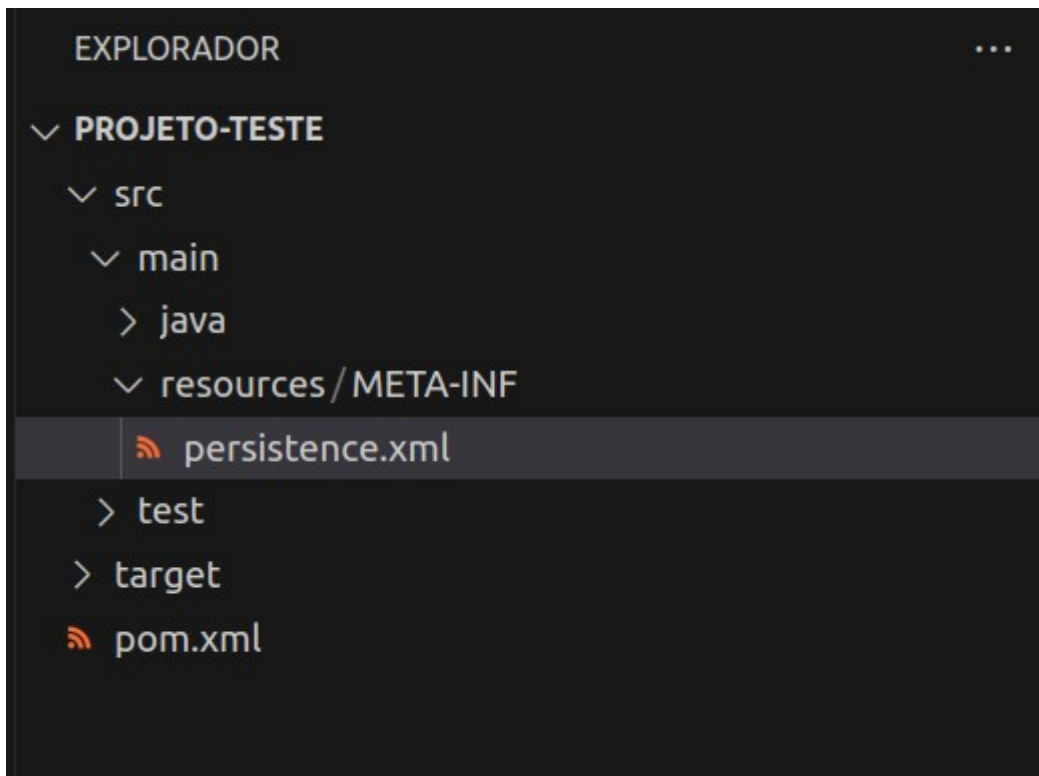 EXPLORADOR ...
PROJETO-TESTE
src
main
java
resources/META-INF
persistence.xml
test
target
pom.xml